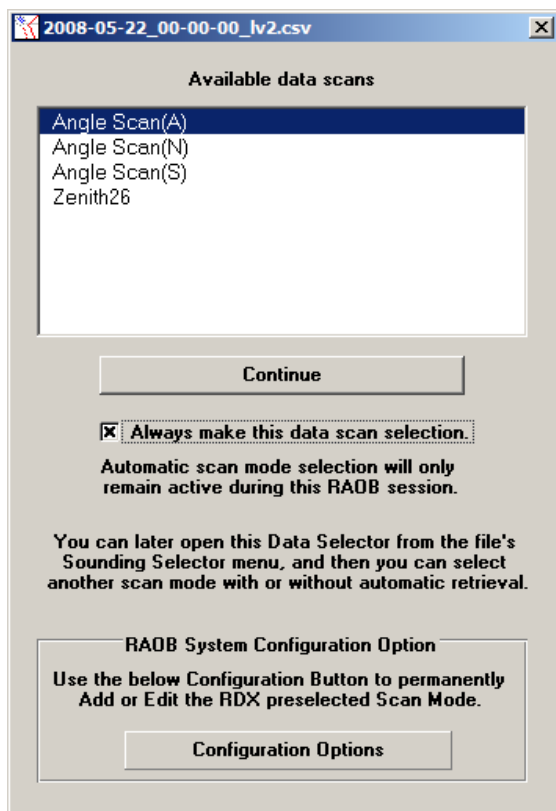 2008-05-22_00-00-00_lv2.csv
Available data scans
Angle Scan(A)
Angle Scan(N)
Angle Scan(S)
Zenith26
Continue
Always make this data scan selection.
Automatic scan mode selection will only
remain active during this RAOB session.
You can later open this Data Selector from the file's
Sounding Selector menu, and then you can select
another scan mode with or without automatic retrieval.
RAOB System Configuration Option
Use the below Configuration Button to permanently
Add or Edit the RDX preselected Scan Mode.
Configuration Options